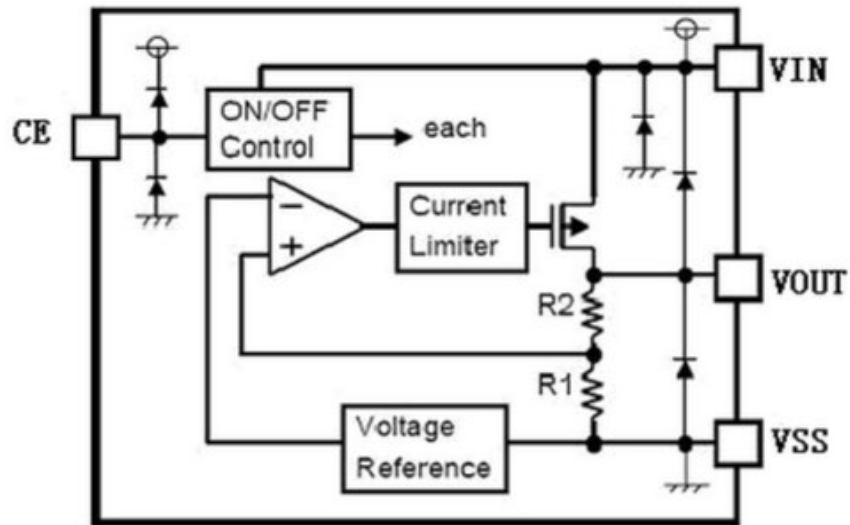 VIN
CE
ON/OFF
Control
each
−
+
Current
Limiter
R2
VOUT
R1
Voltage
Reference
VSS